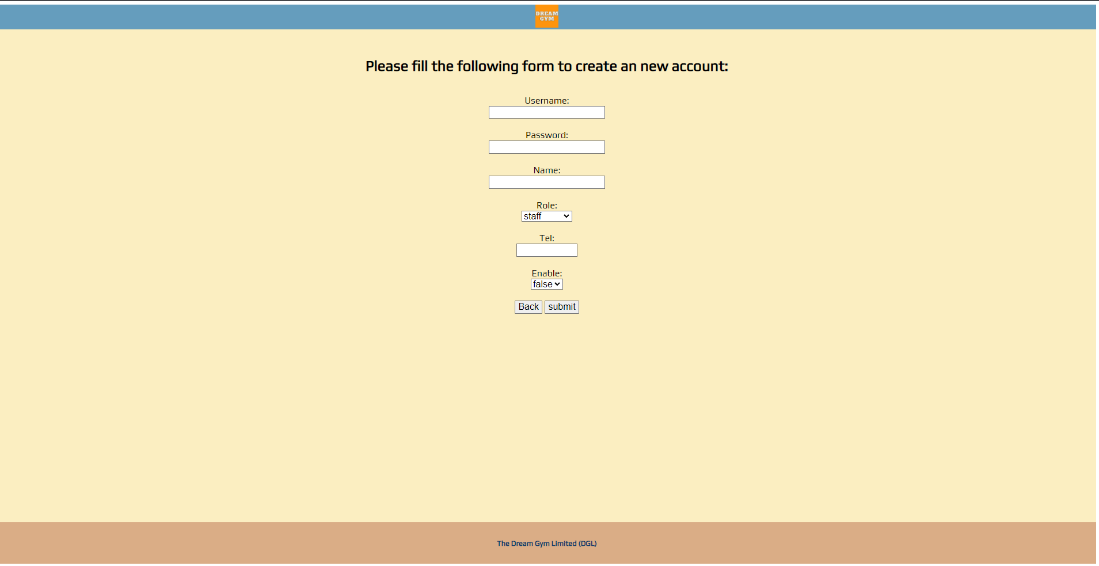 DREAM
GYM
Please fill the following form to create an new account:
Username:
Password:
Name:
Role:
staff
Tel:
Enable:
false
Back submit
The Dream Gym Limited (DGL)